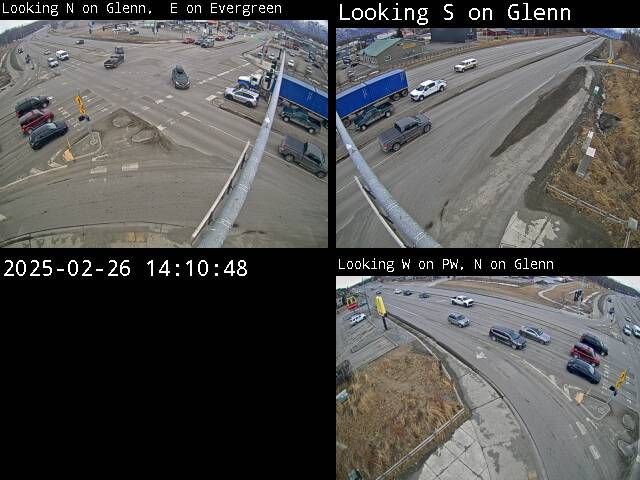 Looking N on Glenn,  E on Evergreen
Looking S on Glenn
2025-02-26 14:10:48
Looking W on PW, N on Glenn